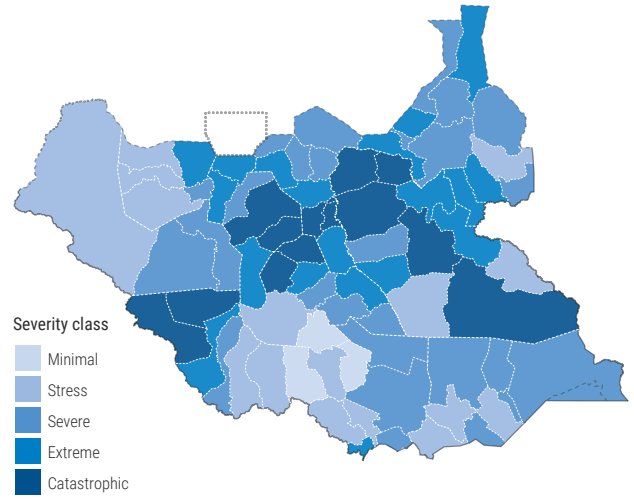 Severity class
Minimal
Stress
Severe
Extreme
Catastrophic